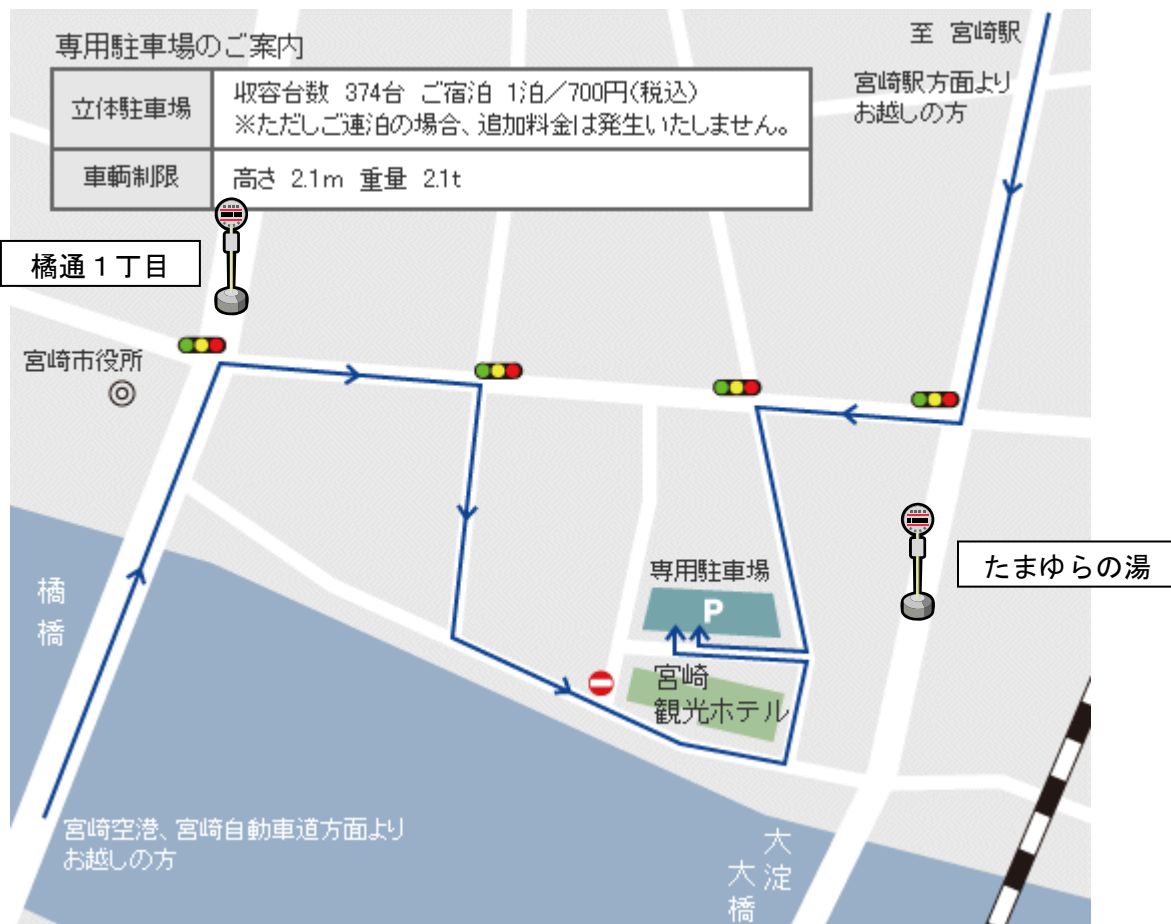 専用駐車場のご案内
立体駐車場
収容台数 374台 ご宿泊 1泊／700円(税込)
※ただしご連泊の場合、追加料金は発生いたしません。
車輌制限
高さ 2.1m 重量 2.1t
至 宮崎駅
宮崎駅方面より
お越しの方
橘通１丁目
宮崎市役所
たまゆらの湯
専用駐車場
P
宮崎
観光ホテル
橘橋
宮崎空港、宮崎自動車道方面より
お越しの方
大淀
大橋